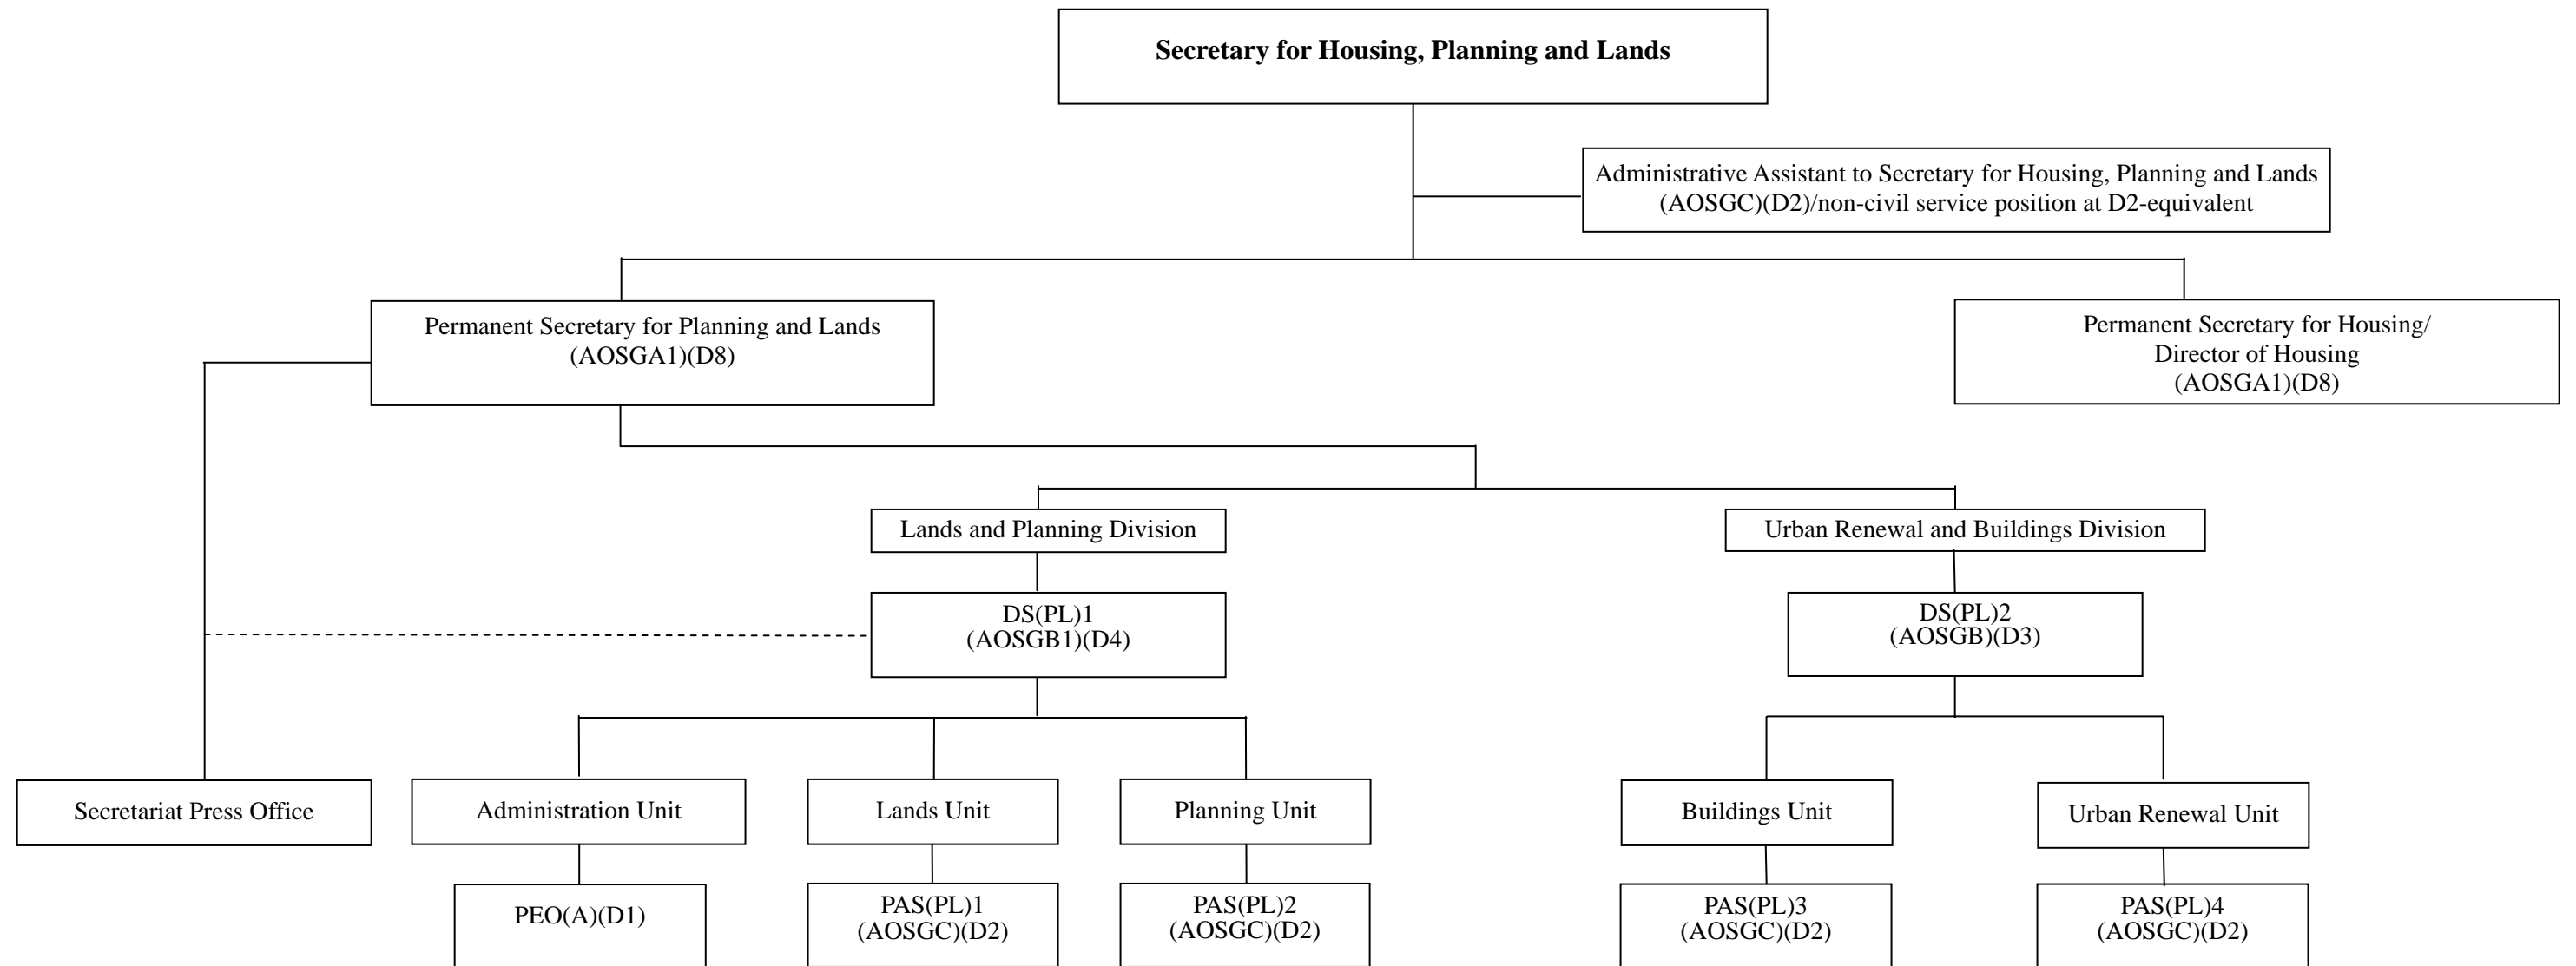 Secretary for Housing, Planning and Lands
Administrative Assistant to Secretary for Housing, Planning and Lands
(AOSGC)(D2)/non-civil service position at D2-equivalent
Permanent Secretary for Planning and Lands
(AOSGA1)(D8)
Permanent Secretary for Housing/
Director of Housing
(AOSGA1)(D8)
Lands and Planning Division
Urban Renewal and Buildings Division
DS(PL)1
(AOSGB1)(D4)
DS(PL)2
(AOSGB)(D3)
Secretariat Press Office
Administration Unit
Lands Unit
Planning Unit
Buildings Unit
Urban Renewal Unit
PEO(A)(D1)
PAS(PL)1
(AOSGC)(D2)
PAS(PL)2
(AOSGC)(D2)
PAS(PL)3
(AOSGC)(D2)
PAS(PL)4
(AOSGC)(D2)